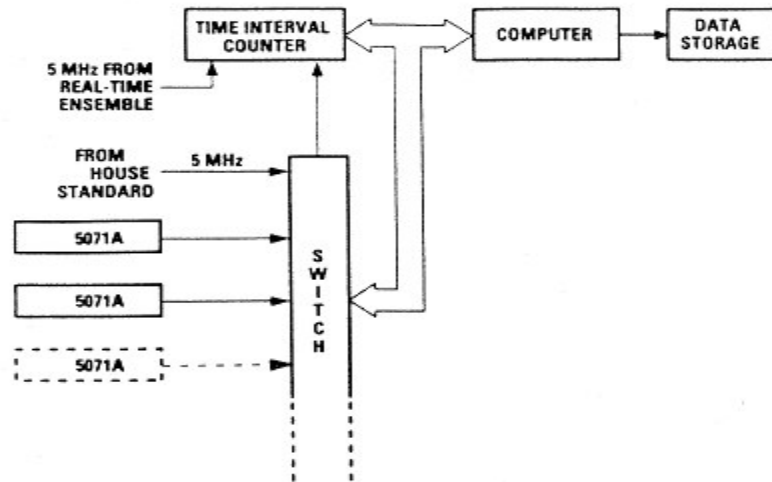 TIME INTERVAL
COUNTER
COMPUTER
DATA
STORAGE
5 MHz FROM
REAL-TIME
ENSEMBLE
FROM
HOUSE
STANDARD
5 MHz
5071A
5071A
5071A
S
W
I
T
C
H